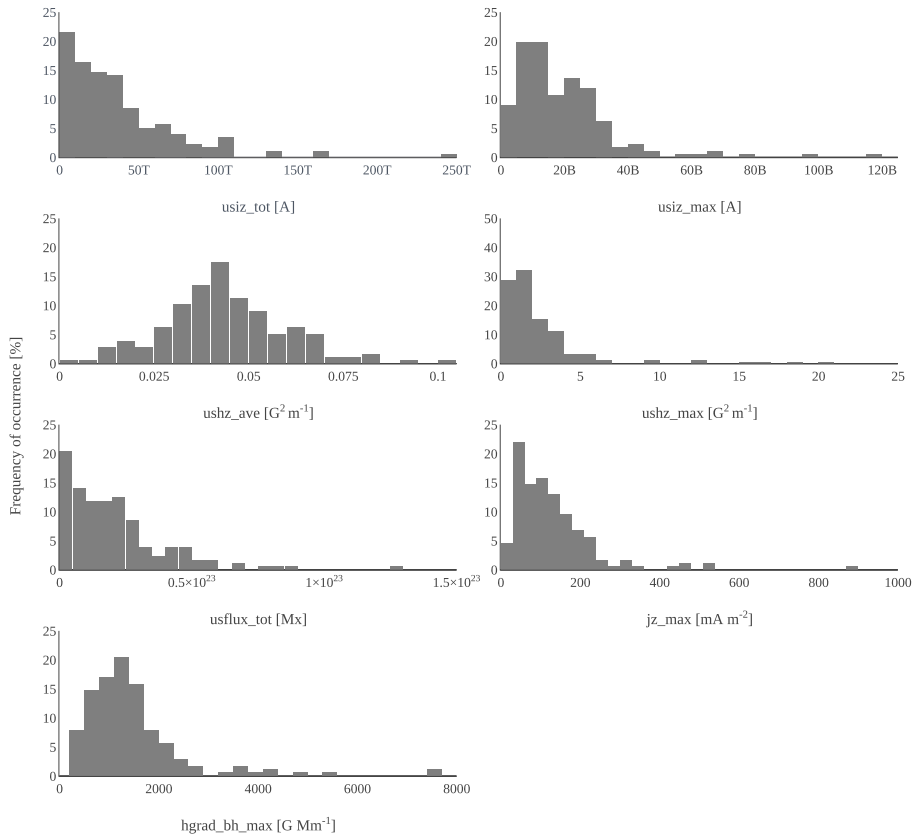 25
20
15
10
5
0
0 50T 100T 150T 200T 250T
usiz_tot [A]
25
20
15
10
5
0
0 20B 40B 60B 80B 100B 120B
usiz_max [A]
Frequency of occurrence [%]
25
20
15
10
5
0
0 0.025 0.05 0.075 0.1
ushz_ave [G² m⁻¹]
50
40
30
20
10
0
0 5 10 15 20 25
ushz_max [G² m⁻¹]
25
20
15
10
5
0
0 0.5×10²³ 1×10²³ 1.5×10²³
usflux_tot [Mx]
25
20
15
10
5
0
0 200 400 600 800 1000
jz_max [mA m⁻²]
25
20
15
10
5
0
0 2000 4000 6000 8000
hgrad_bh_max [G Mm⁻¹]